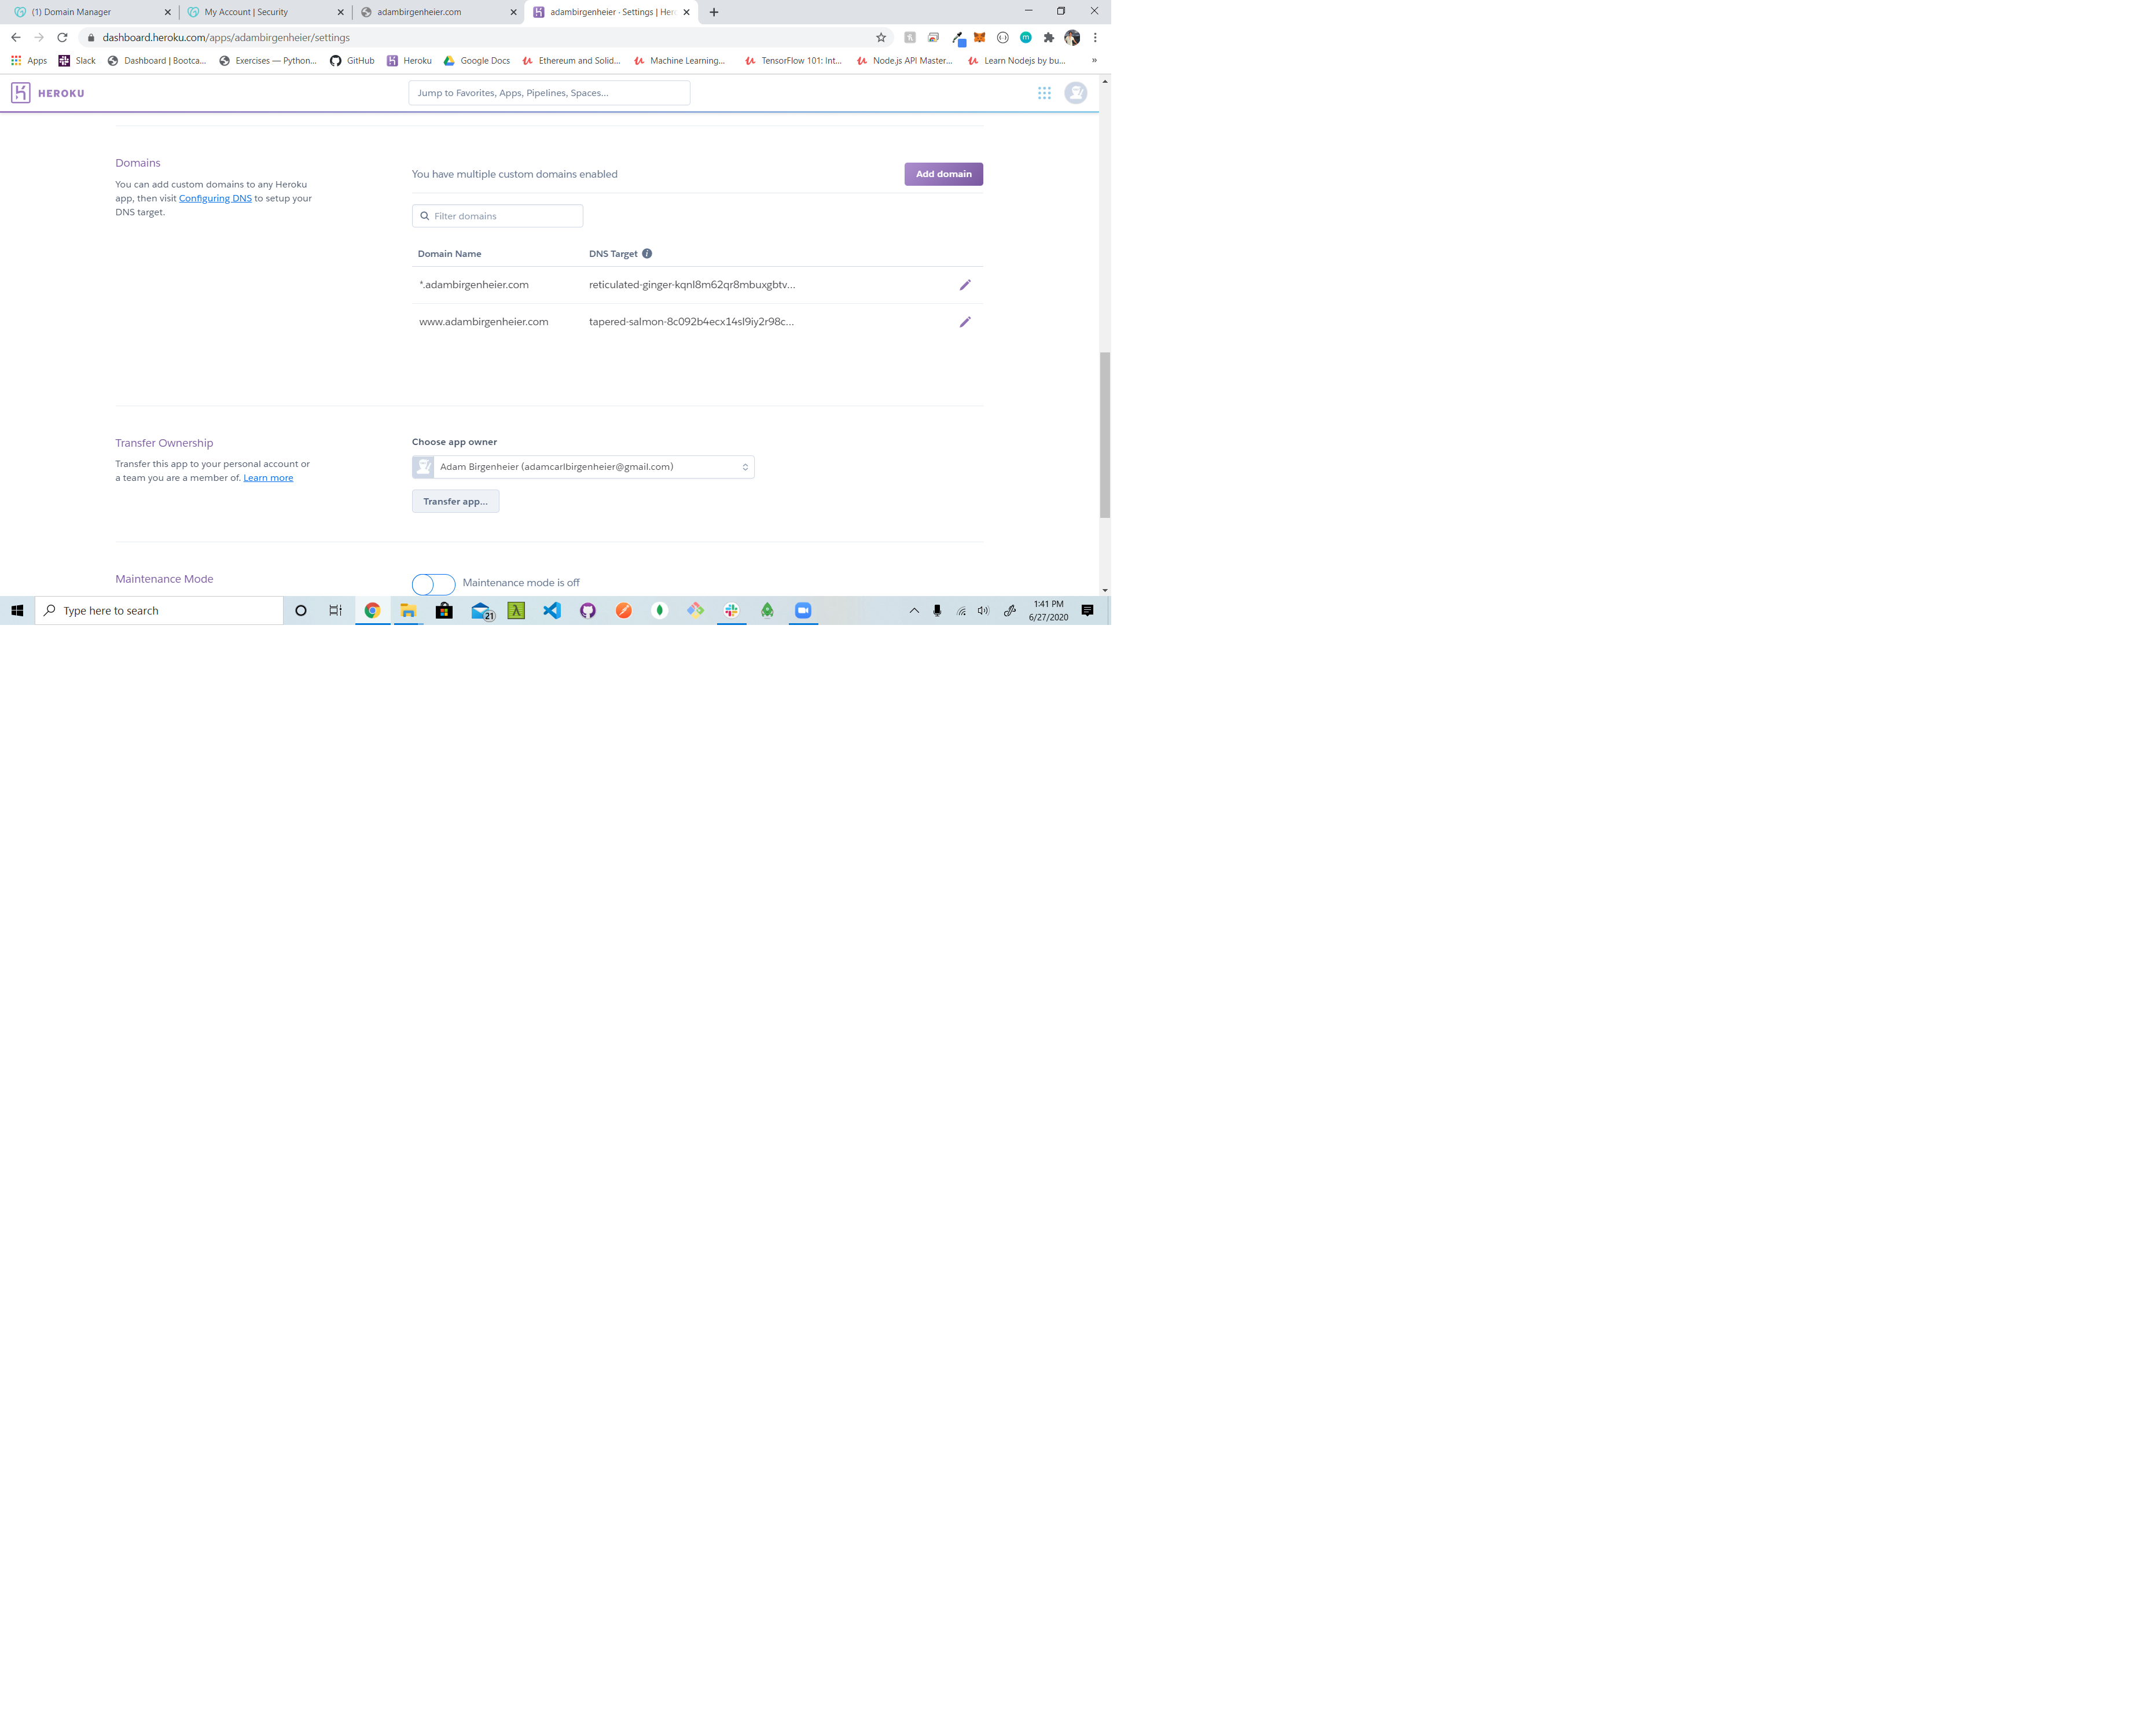 (1) Domain Manager
My Account | Security
adambirgenheier.com
adambirgenheier · Settings | Her
dashboard.heroku.com/apps/adambirgenheier/settings
Apps
Slack
Dashboard | Bootca...
Exercises — Python...
GitHub
Heroku
Google Docs
Ethereum and Solid...
Machine Learning...
TensorFlow 101: Int...
Node.js API Master...
Learn Nodejs by bu...
»
HEROKU
Jump to Favorites, Apps, Pipelines, Spaces...
Domains
You can add custom domains to any Heroku
app, then visit Configuring DNS to setup your
DNS target.
You have multiple custom domains enabled
Add domain
Filter domains
Domain Name
DNS Target
*.adambirgenheier.com
reticulated-ginger-kqnl8m62qr8mbuxgbtv...
www.adambirgenheier.com
tapered-salmon-8c092b4ecx14sl9iy2r98c...
Transfer Ownership
Transfer this app to your personal account or
a team you are a member of. Learn more
Choose app owner
Adam Birgenheier (adamcarlbirgenheier@gmail.com)
Transfer app...
Maintenance Mode
Maintenance mode is off
Type here to search
21
1:41 PM
6/27/2020